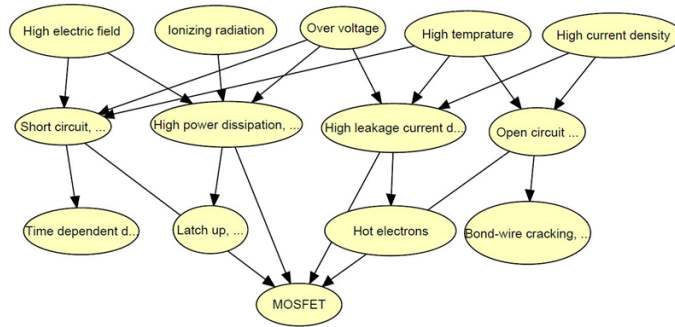 High electric field
Ionizing radiation
Over voltage
High temprature
High current density
Short circuit, ...
High power dissipation, ...
High leakage current d...
Open circuit ...
Time dependent d...
Latch up, ...
Hot electrons
Bond-wire cracking, ...
MOSFET